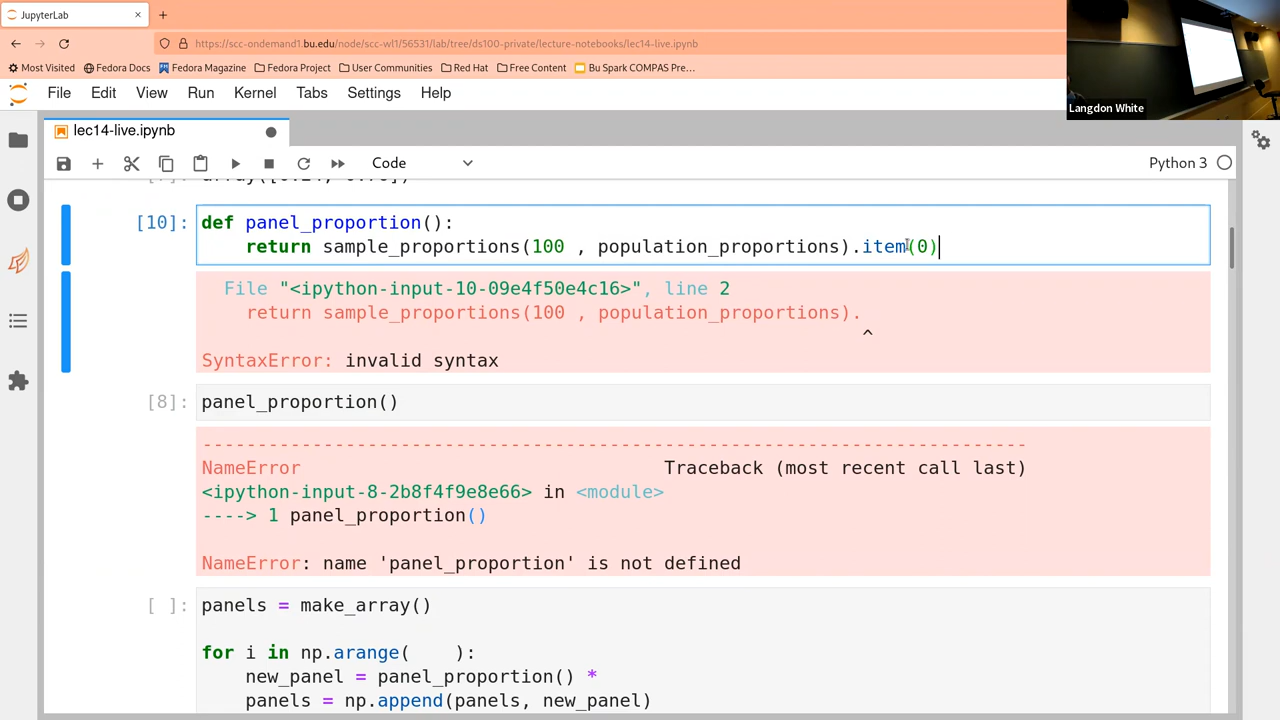 JupyterLab
https://scc-ondemand1.bu.edu/node/scc-wl1/56531/lab/tree/ds100-private/lecture-notebooks/lec14-live.ipynb
Most Visited Fedora Docs Fedora Magazine Fedora Project User Communities Red Hat Free Content Bu Spark COMPAS Pre…
Langdon White
File Edit View Run Kernel Tabs Settings Help
lec14-live.ipynb
Code
Python 3
[10]: def panel_proportion():
return sample_proportions(100 , population_proportions).item(0)
File "<ipython-input-10-09e4f50e4c16>", line 2
return sample_proportions(100 , population_proportions).
^
SyntaxError: invalid syntax
[8]: panel_proportion()
---------------------------------------------------------------------------
NameError Traceback (most recent call last)
<ipython-input-8-2b8f4f9e8e66> in <module>
----> 1 panel_proportion()
NameError: name 'panel_proportion' is not defined
[ ]: panels = make_array()
for i in np.arange( ):
new_panel = panel_proportion() *
panels = np.append(panels, new_panel)